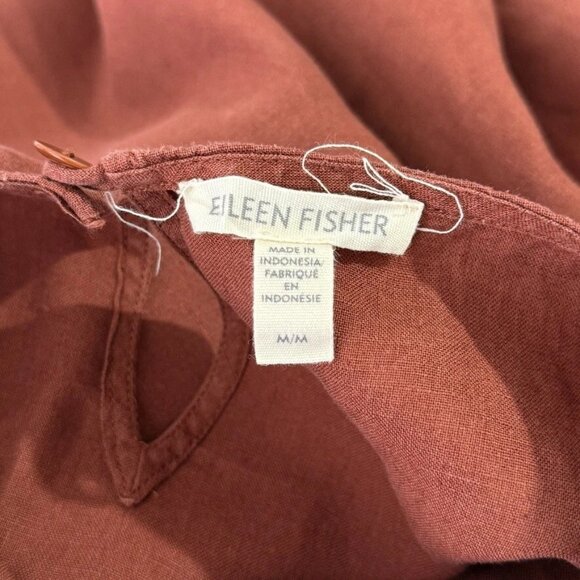 EILEEN FISHER
MADE IN
INDONESIA/
FABRIQUÉ
EN
INDONÉSIE
M/M